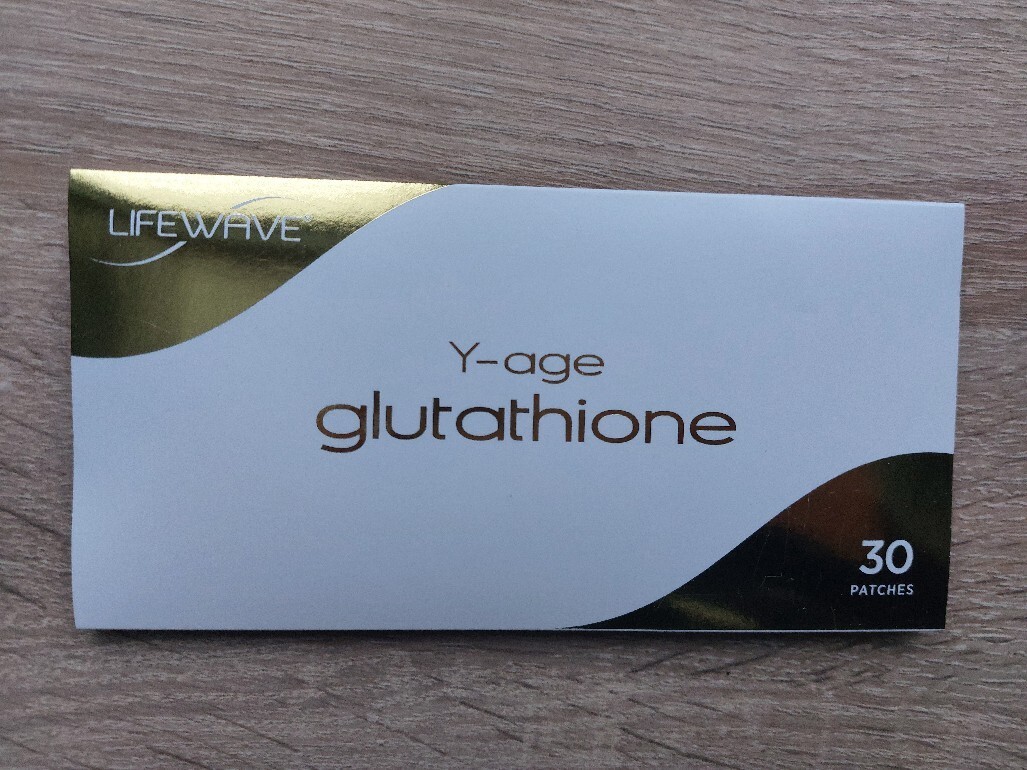 LIFEWAVE
Y-age
glutathione
30
PATCHES